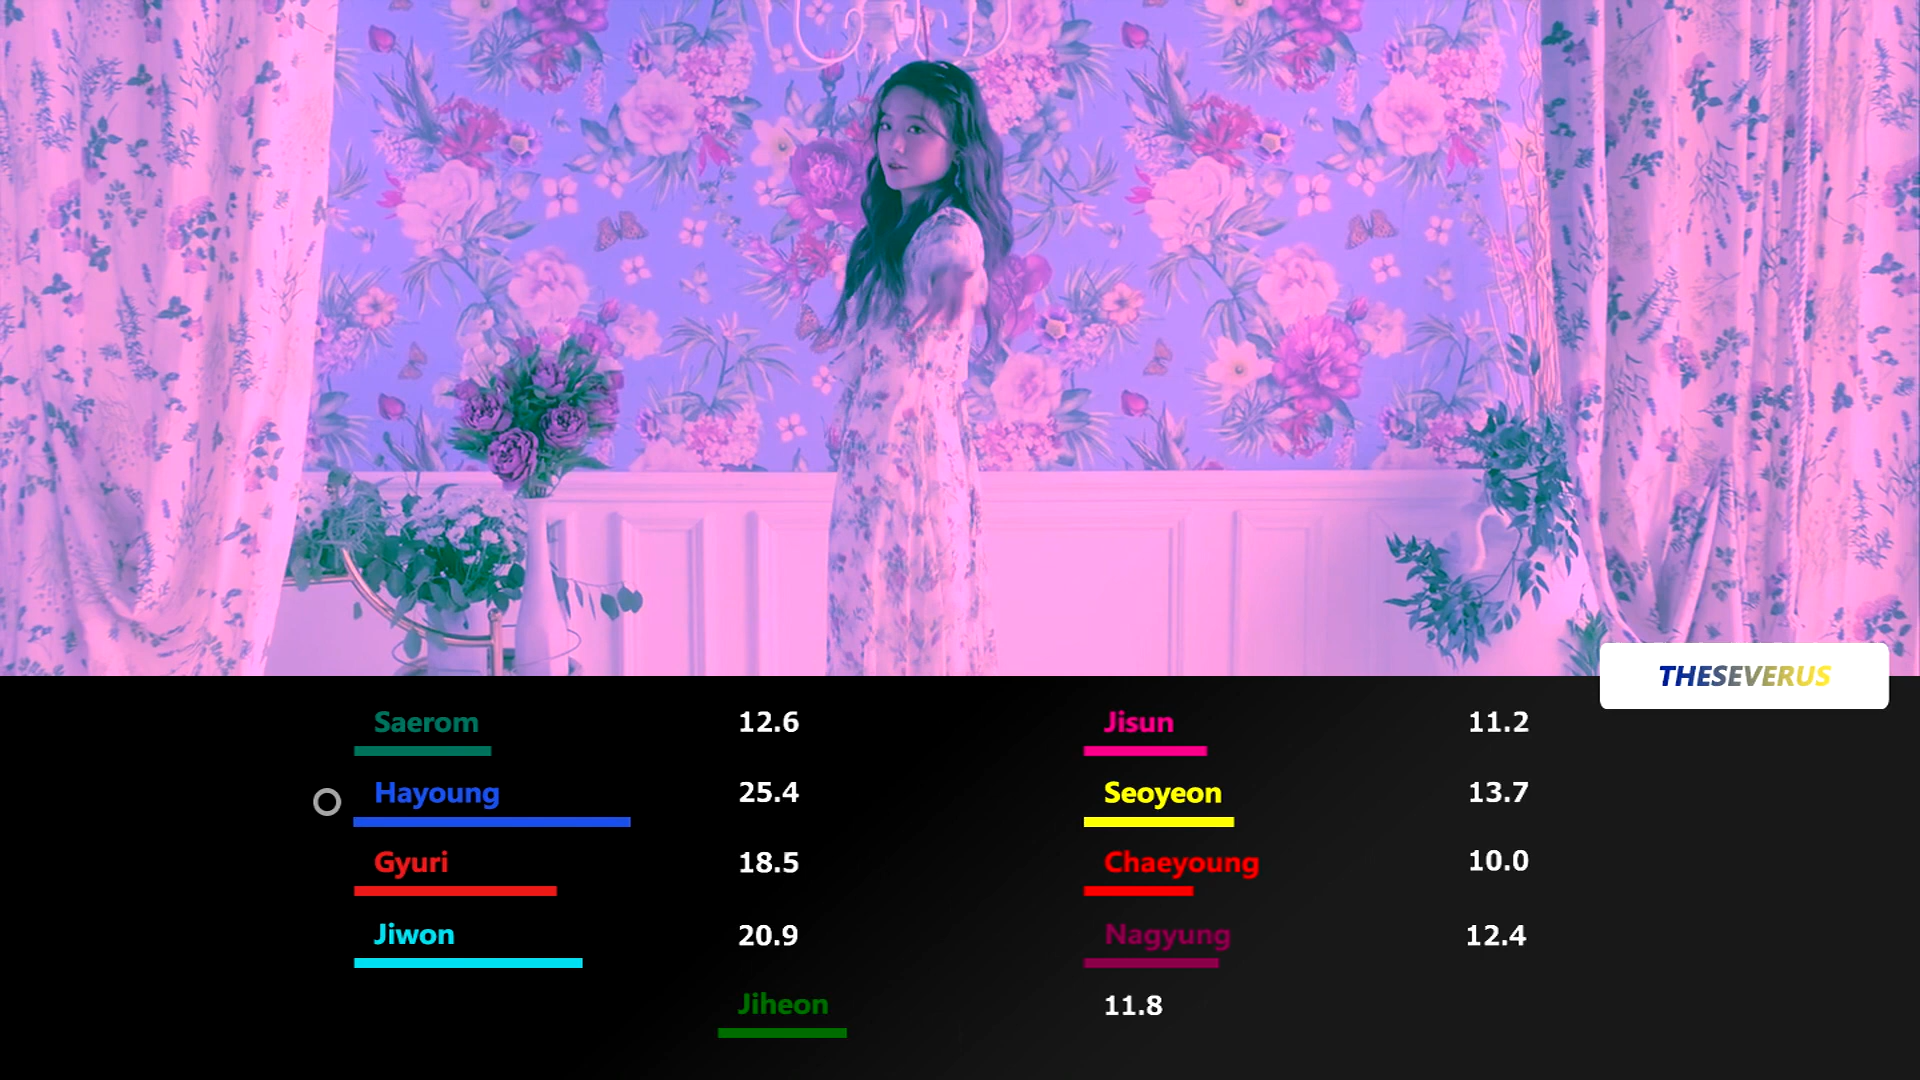 THESEVERUS
Saerom 12.6 Jisun 11.2
Hayoung 25.4 Seoyeon 13.7
Gyuri 18.5 Chaeyoung 10.0
Jiwon 20.9 Nagyung 12.4
Jiheon 11.8